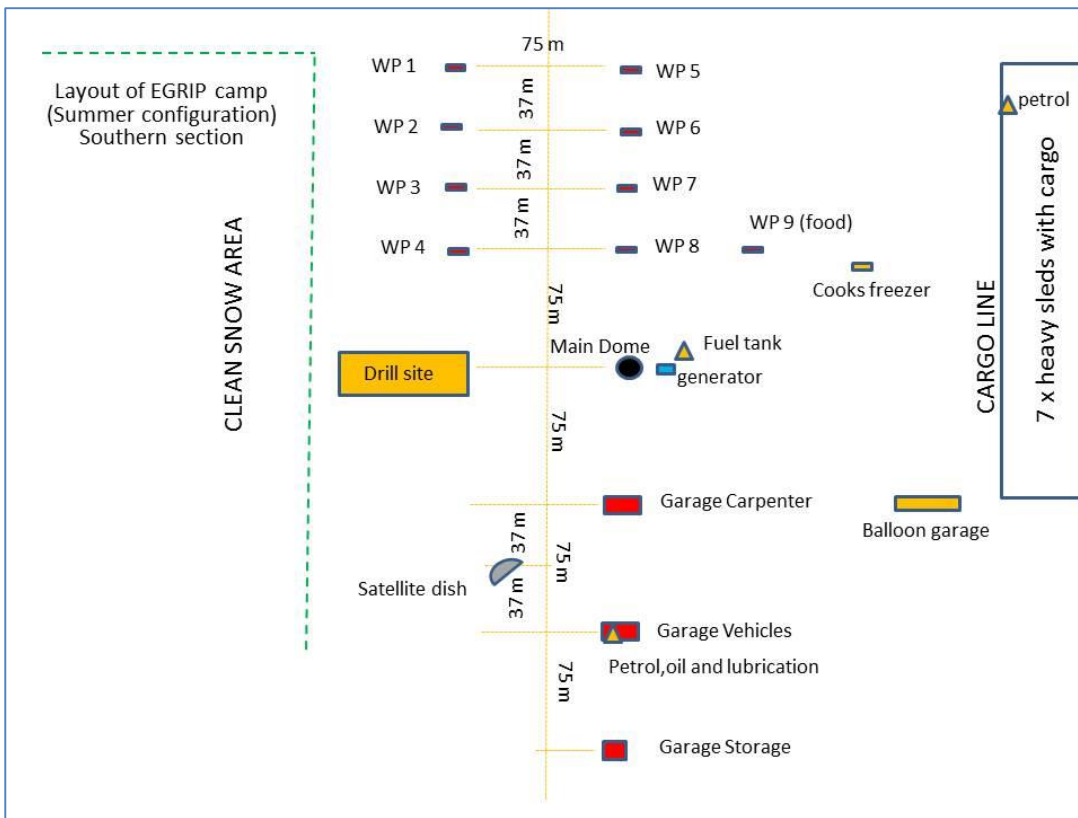 75 m
WP 1
WP 5
Layout of EGRIP camp
(Summer configuration)
Southern section
petrol
37 m
WP 2
WP 6
37 m
WP 3
WP 7
37 m
WP 4
WP 8
WP 9 (food)
Cooks freezer
CLEAN SNOW AREA
CARGO LINE
7 x heavy sleds with cargo
75 m
Main Dome
Fuel tank
Drill site
generator
75 m
Garage Carpenter
Balloon garage
37 m
75 m
Satellite dish
37 m
Garage Vehicles
Petrol,oil and lubrication
75 m
Garage Storage